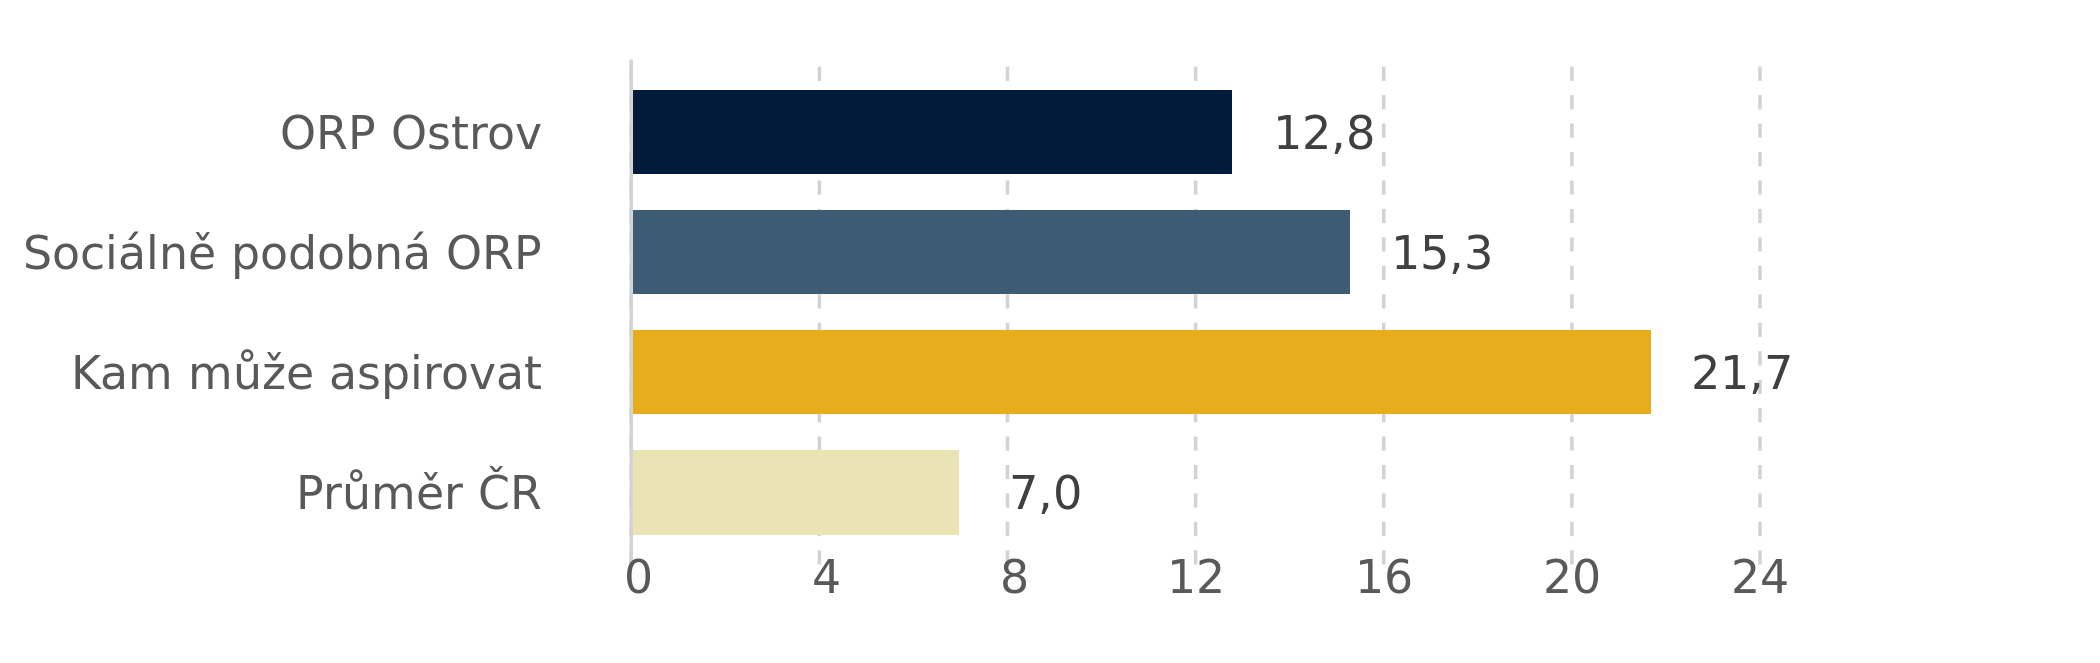 ORP Ostrov 12,8
Sociálně podobná ORP 15,3
Kam může aspirovat 21,7
Průměr ČR 7,0
0 4 8 12 16 20 24